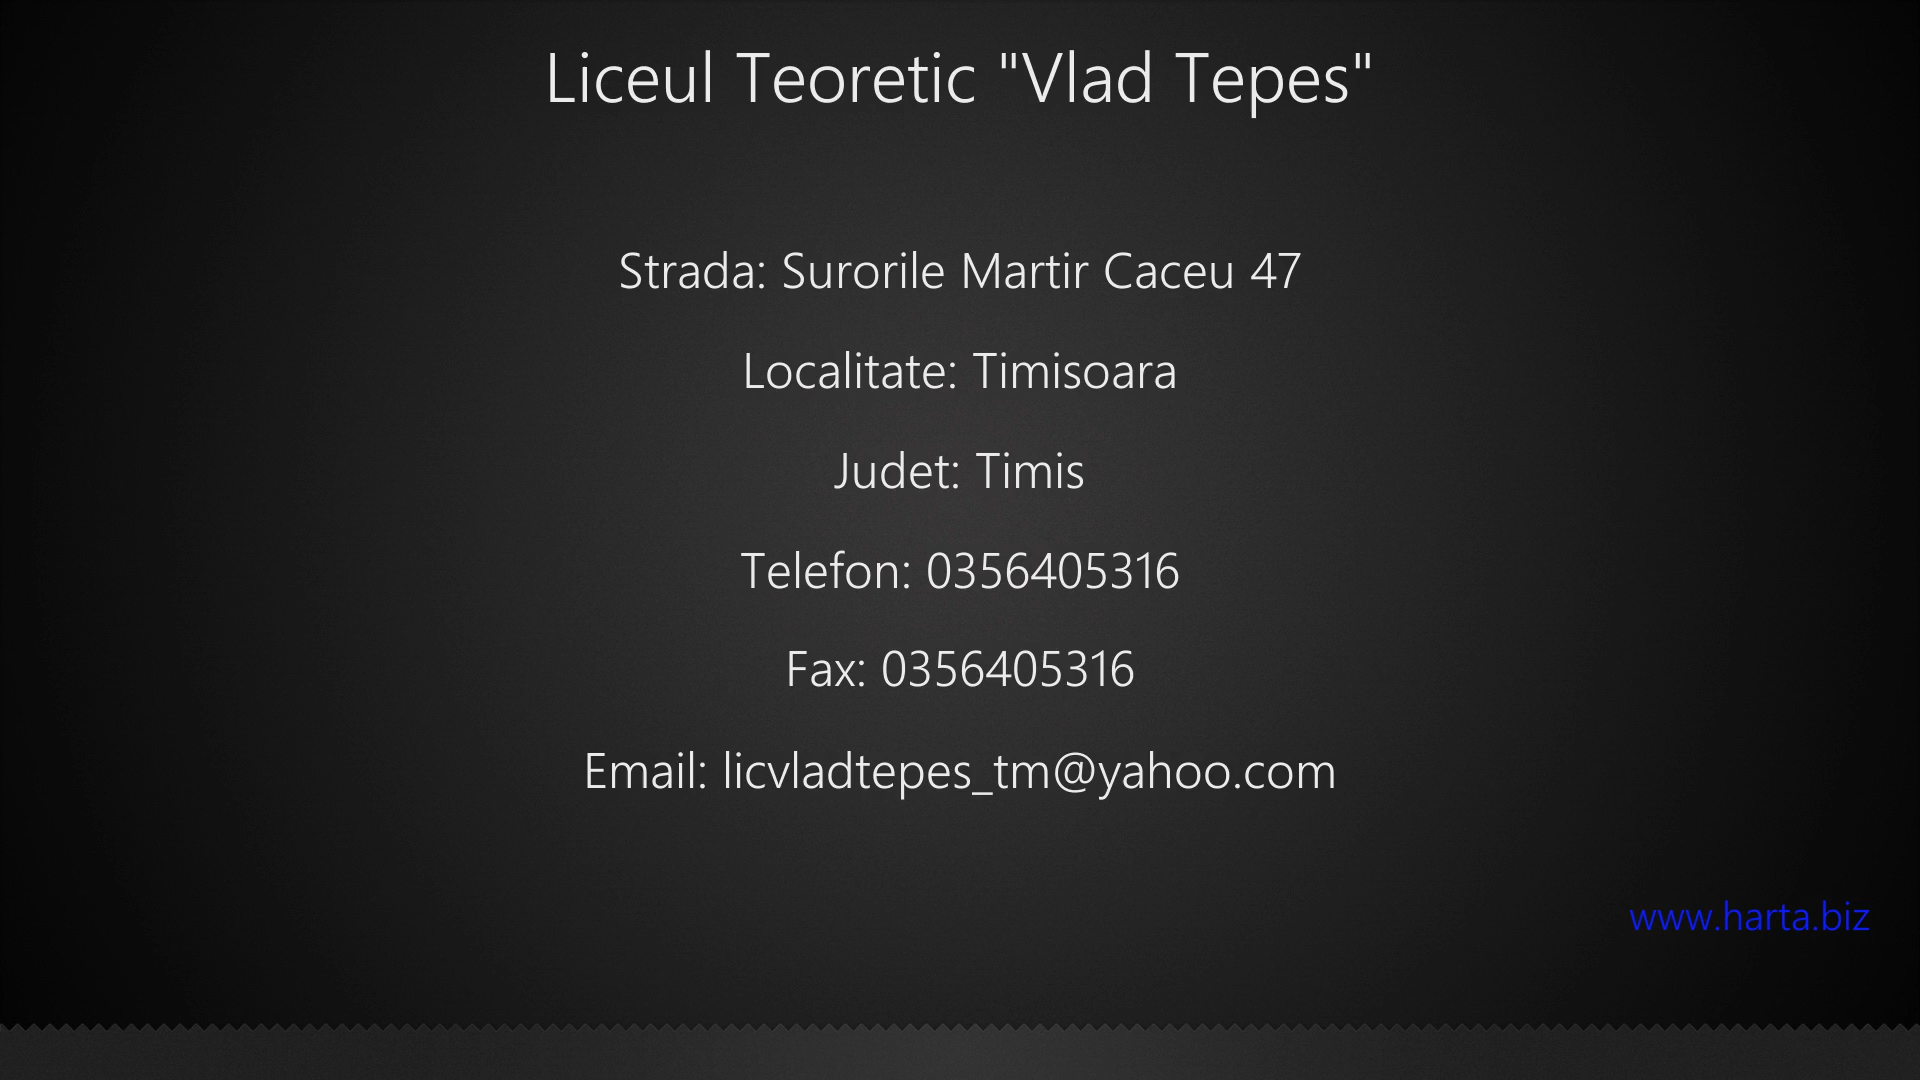 Liceul Teoretic "Vlad Tepes"
Strada: Surorile Martir Caceu 47
Localitate: Timisoara
Judet: Timis
Telefon: 0356405316
Fax: 0356405316
Email: licvladtepes_tm@yahoo.com
www.harta.biz